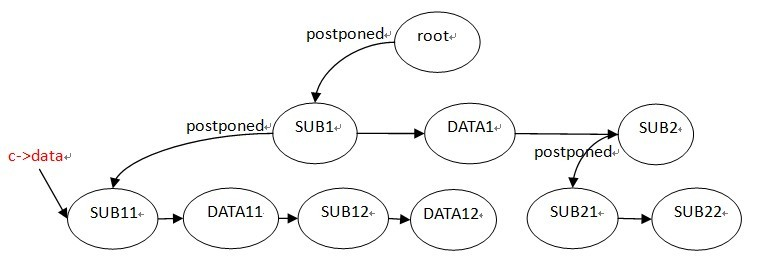 postponed
root
postponed
SUB1
DATA1
SUB2
postponed
c->data
SUB11
DATA11
SUB12
DATA12
SUB21
SUB22